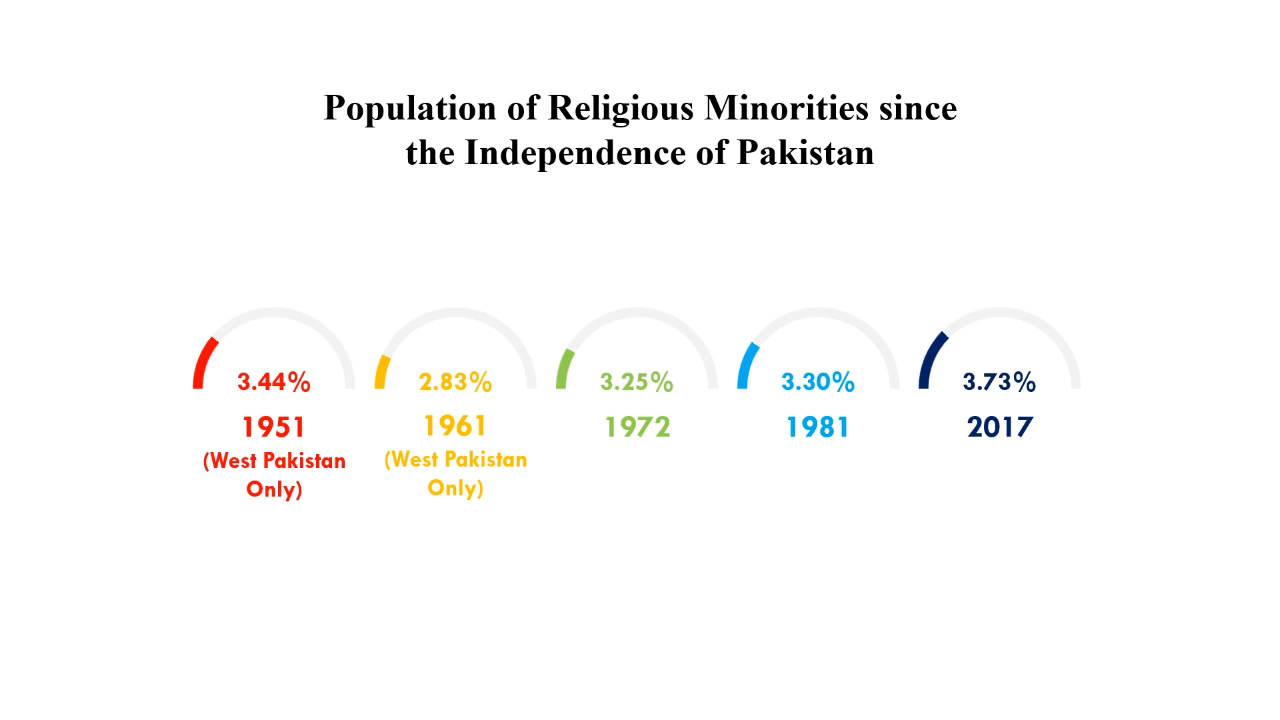 Population of Religious Minorities since
the Independence of Pakistan
3.44%
1951
(West Pakistan
Only)
2.83%
1961
(West Pakistan
Only)
3.25%
1972
3.30%
1981
3.73%
2017